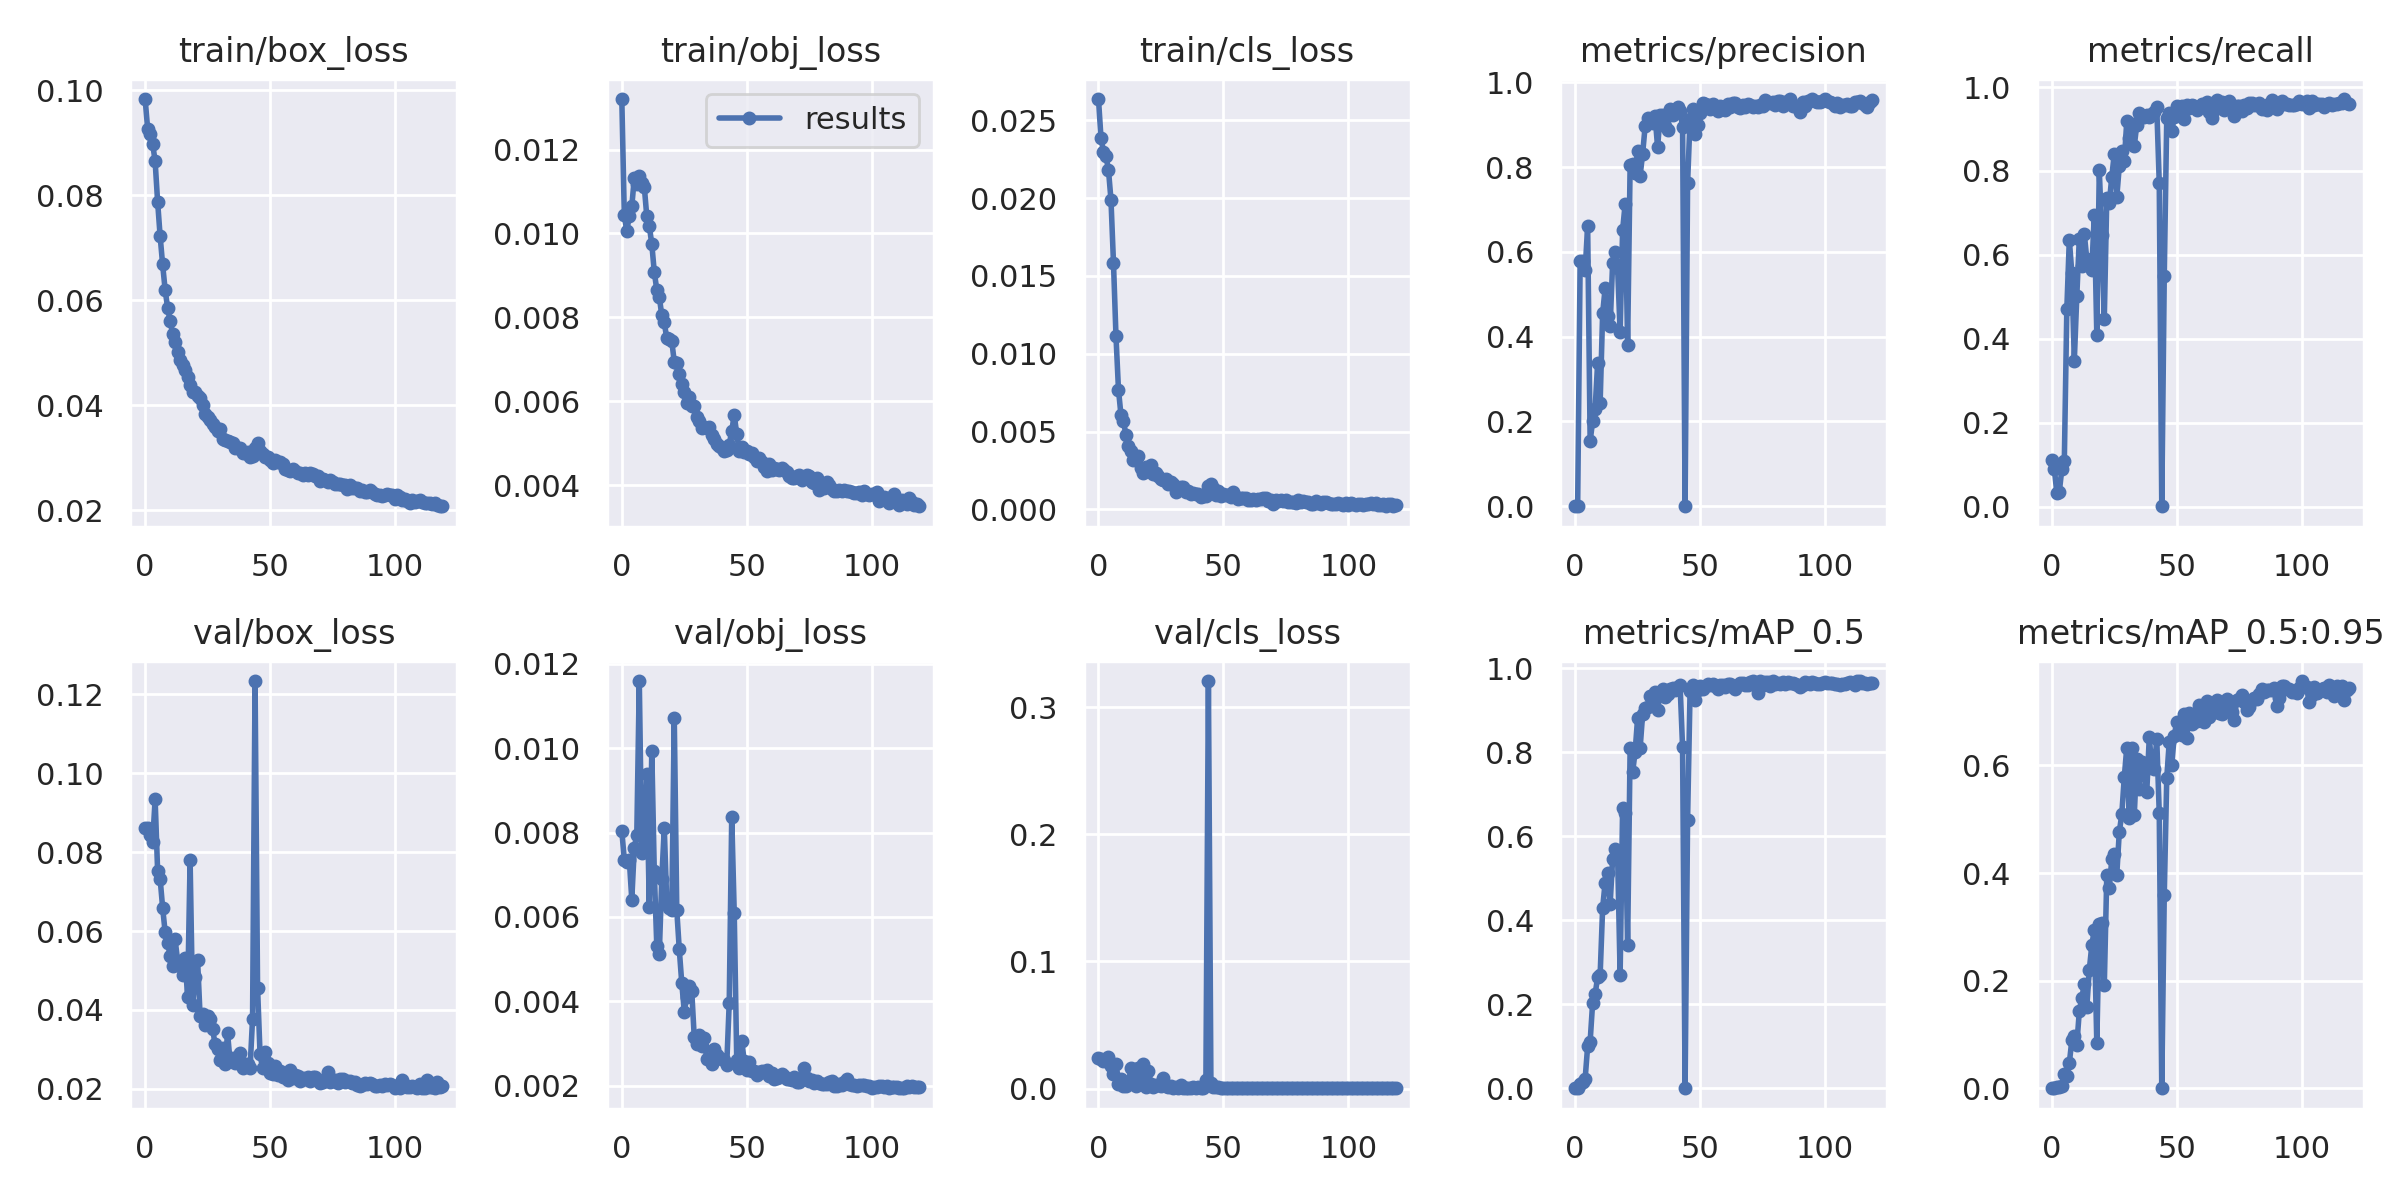 train/box_loss
0.10
0.08
0.06
0.04
0.02
0 50 100
train/obj_loss
results
0.012
0.010
0.008
0.006
0.004
0 50 100
train/cls_loss
0.025
0.020
0.015
0.010
0.005
0.000
0 50 100
metrics/precision
1.0
0.8
0.6
0.4
0.2
0.0
0 50 100
metrics/recall
1.0
0.8
0.6
0.4
0.2
0.0
0 50 100
val/box_loss
0.12
0.10
0.08
0.06
0.04
0.02
0 50 100
val/obj_loss
0.012
0.010
0.008
0.006
0.004
0.002
0 50 100
val/cls_loss
0.3
0.2
0.1
0.0
0 50 100
metrics/mAP_0.5
1.0
0.8
0.6
0.4
0.2
0.0
0 50 100
metrics/mAP_0.5:0.95
0.6
0.4
0.2
0.0
0 50 100